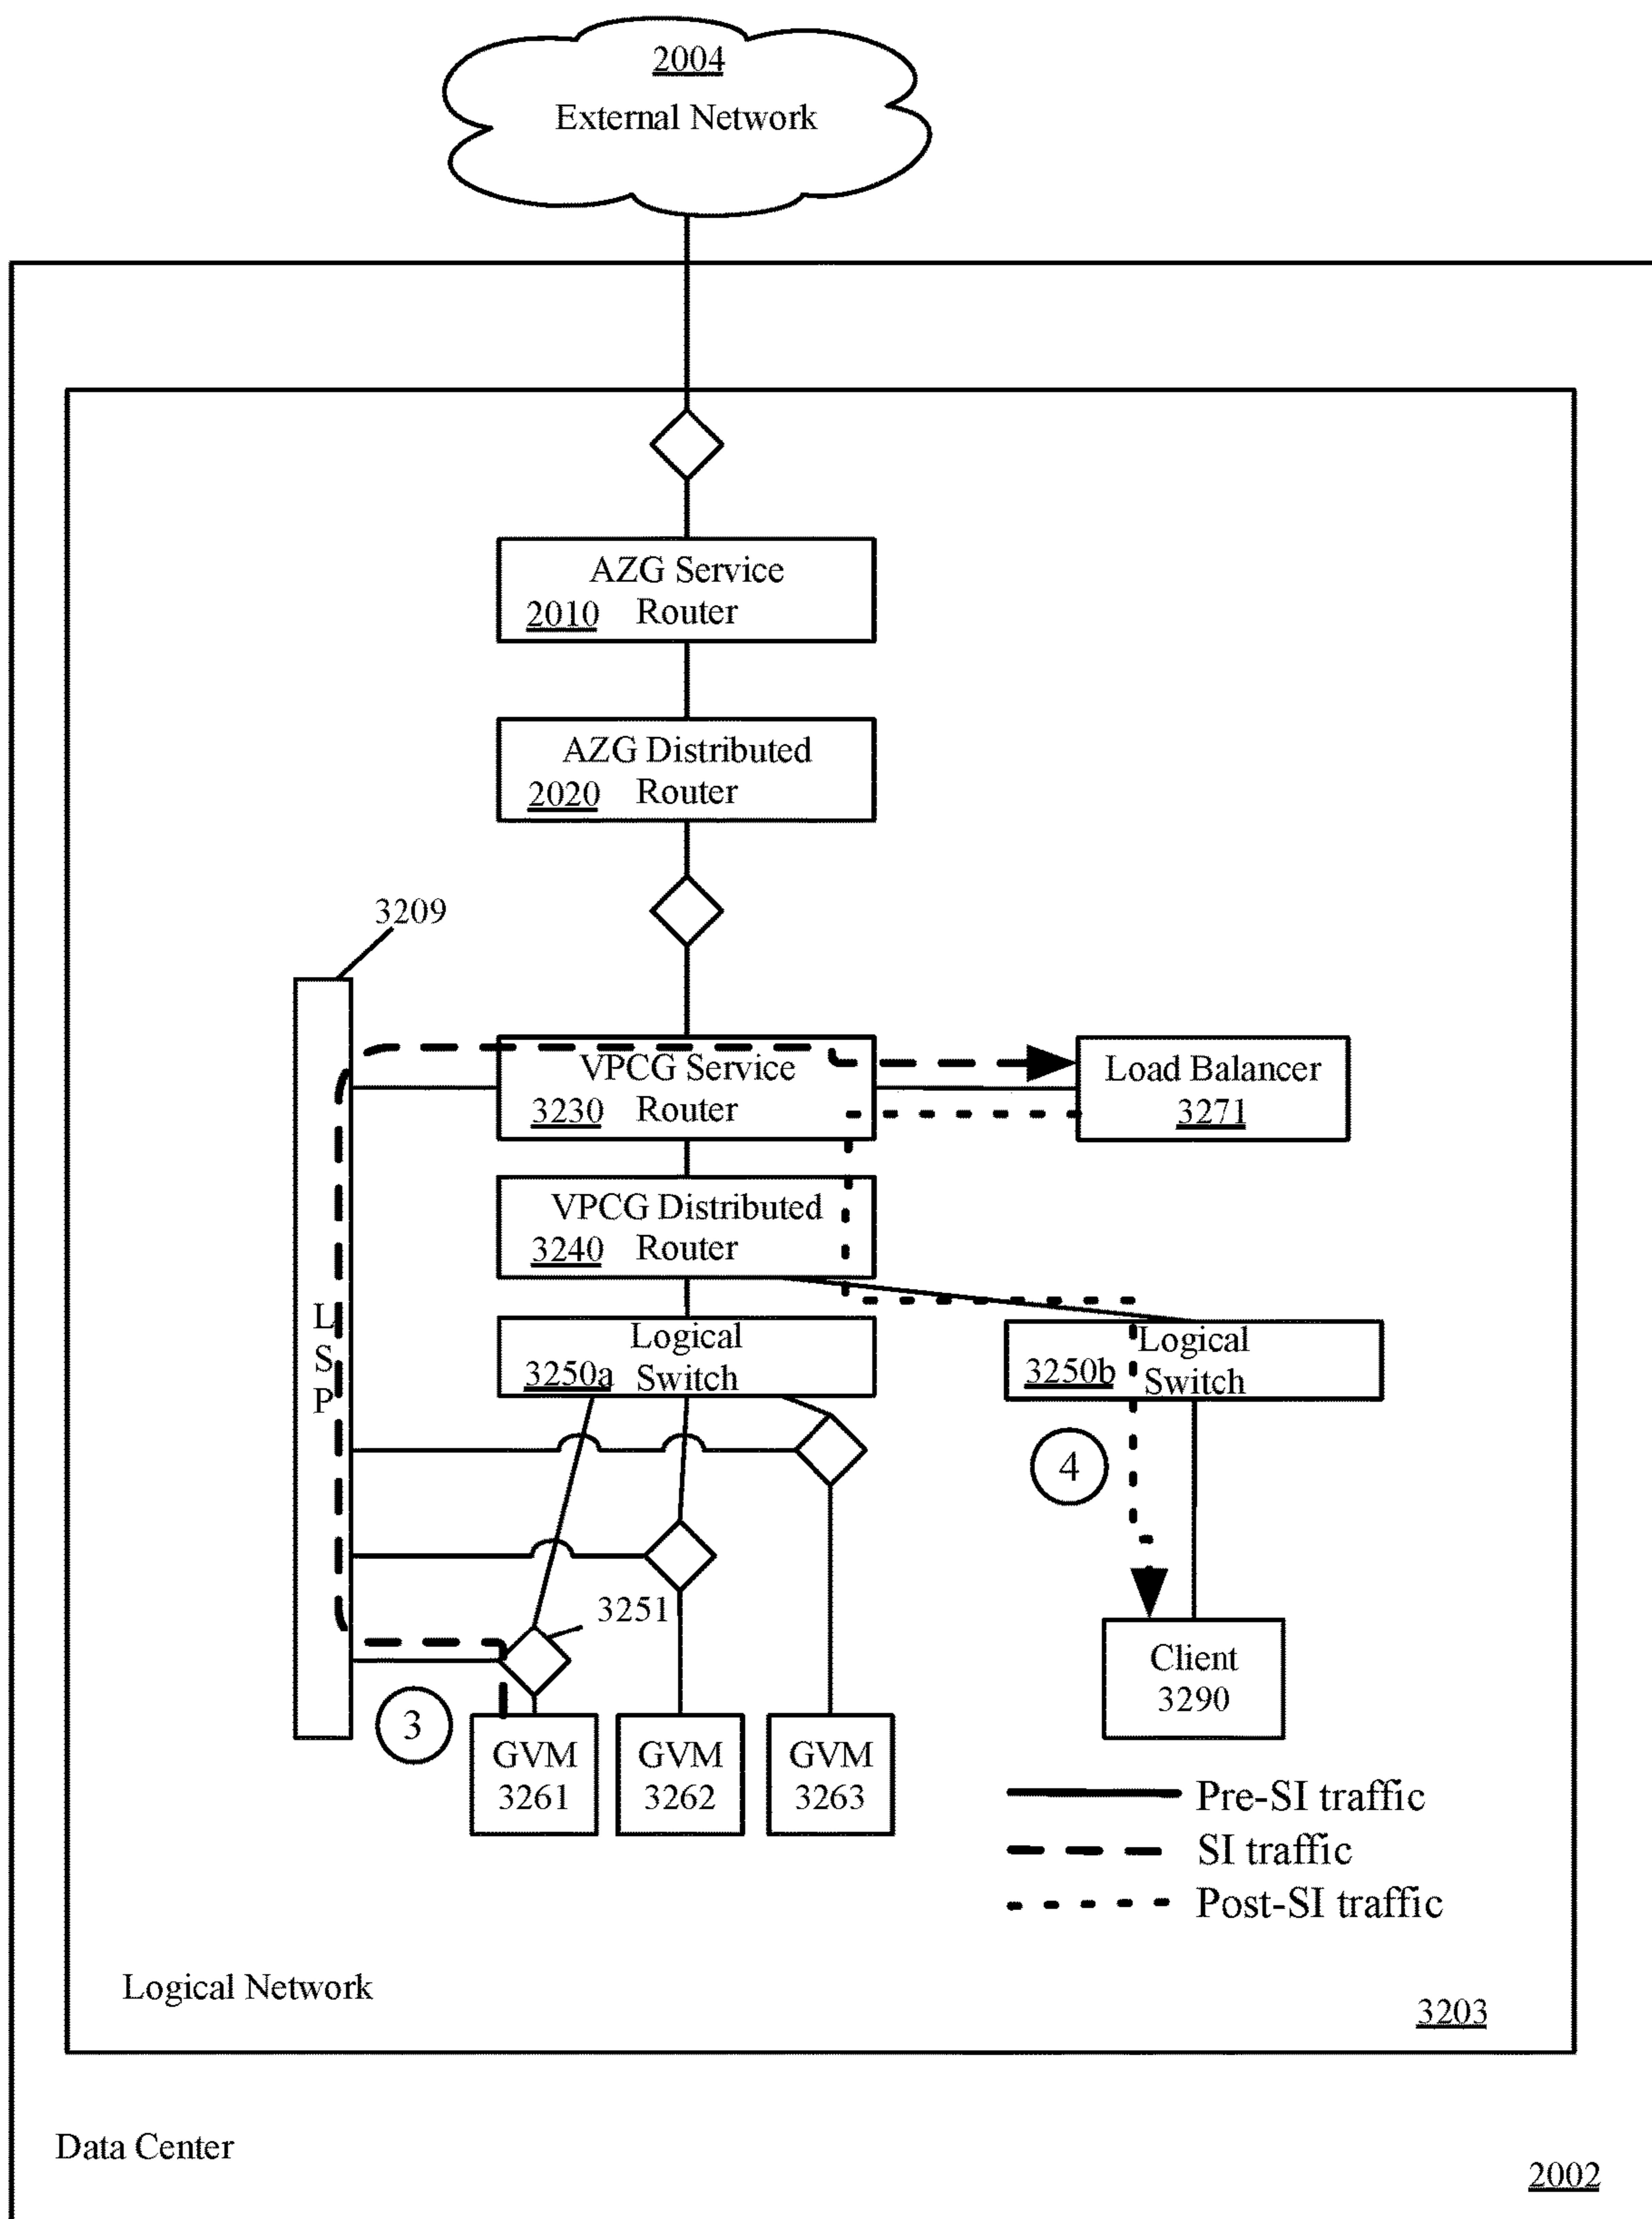 2004
External Network
AZG Service
2010 Router
AZG Distributed
2020 Router
3209
VPCG Service
3230 Router
Load Balancer
3271
VPCG Distributed
3240 Router
L
S
P
Logical
3250a Switch
Logical
3250b Switch
4
3251
3
GVM
3261
GVM
3262
GVM
3263
Client
3290
Pre-SI traffic
SI traffic
Post-SI traffic
Logical Network
3203
Data Center
2002